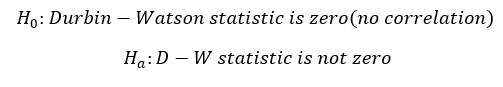 H₀: Durbin − Watson statistic is zero(no correlation)
Hₐ: D − W statistic is not zero